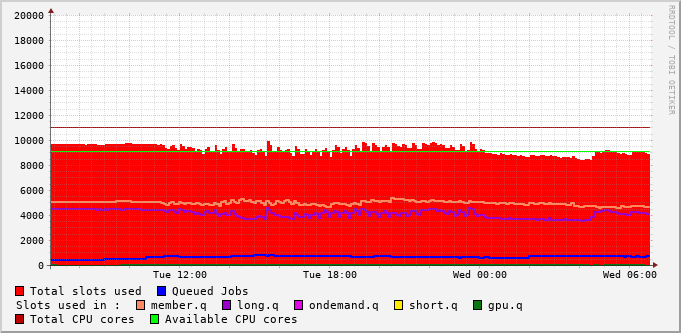 RRDTOOL / TOBI OETIKER
20000
18000
16000
14000
12000
10000
8000
6000
4000
2000
0
Tue 12:00 Tue 18:00 Wed 00:00 Wed 06:00
Total slots used Queued Jobs
Slots used in : member.q long.q ondemand.q short.q gpu.q
Total CPU cores Available CPU cores